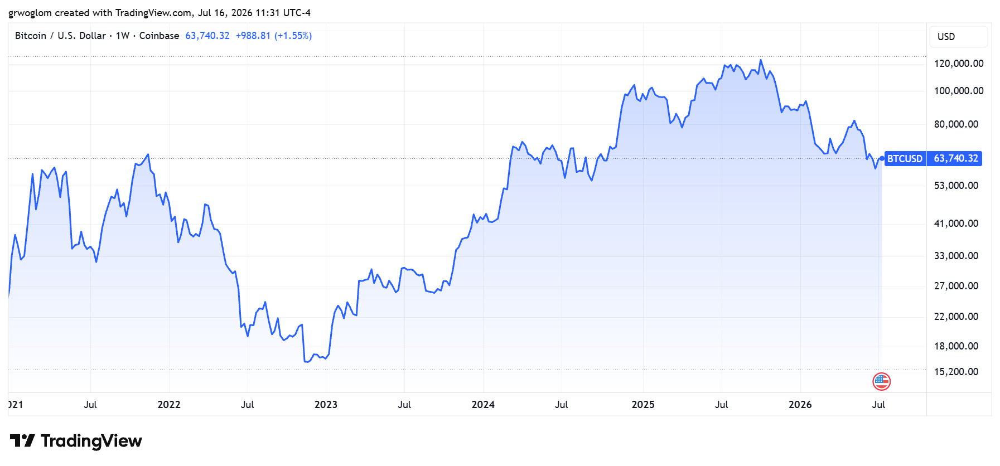 grwoglom created with TradingView.com, Jul 16, 2026 11:31 UTC-4
Bitcoin / U.S. Dollar · 1W · Coinbase 63,740.32 +988.81 (+1.55%)
USD
120,000.00
100,000.00
80,000.00
BTCUSD 63,740.32
53,000.00
41,000.00
33,000.00
27,000.00
22,000.00
18,000.00
15,200.00
2021 Jul 2022 Jul 2023 Jul 2024 Jul 2025 Jul 2026 Jul
TradingView